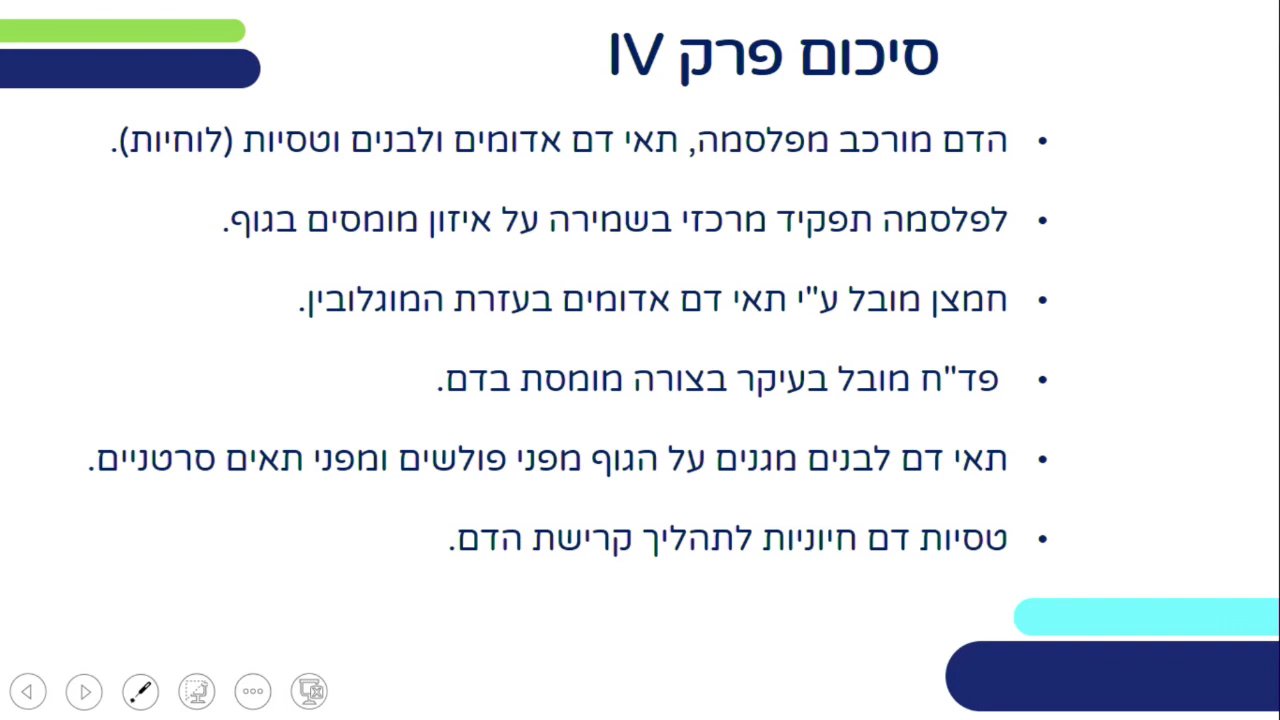 סיכום פרק IV
• הדם מורכב מפלסמה, תאי דם אדומים ולבנים וטסיות (לוחיות).
• לפלסמה תפקיד מרכזי בשמירה על איזון מומסים בגוף.
• חמצן מובל ע"י תאי דם אדומים בעזרת המוגלובין.
• פד"ח מובל בעיקר בצורה מומסת בדם.
• תאי דם לבנים מגנים על הגוף מפני פולשים ומפני תאים סרטניים.
• טסיות דם חיוניות לתהליך קרישת הדם.